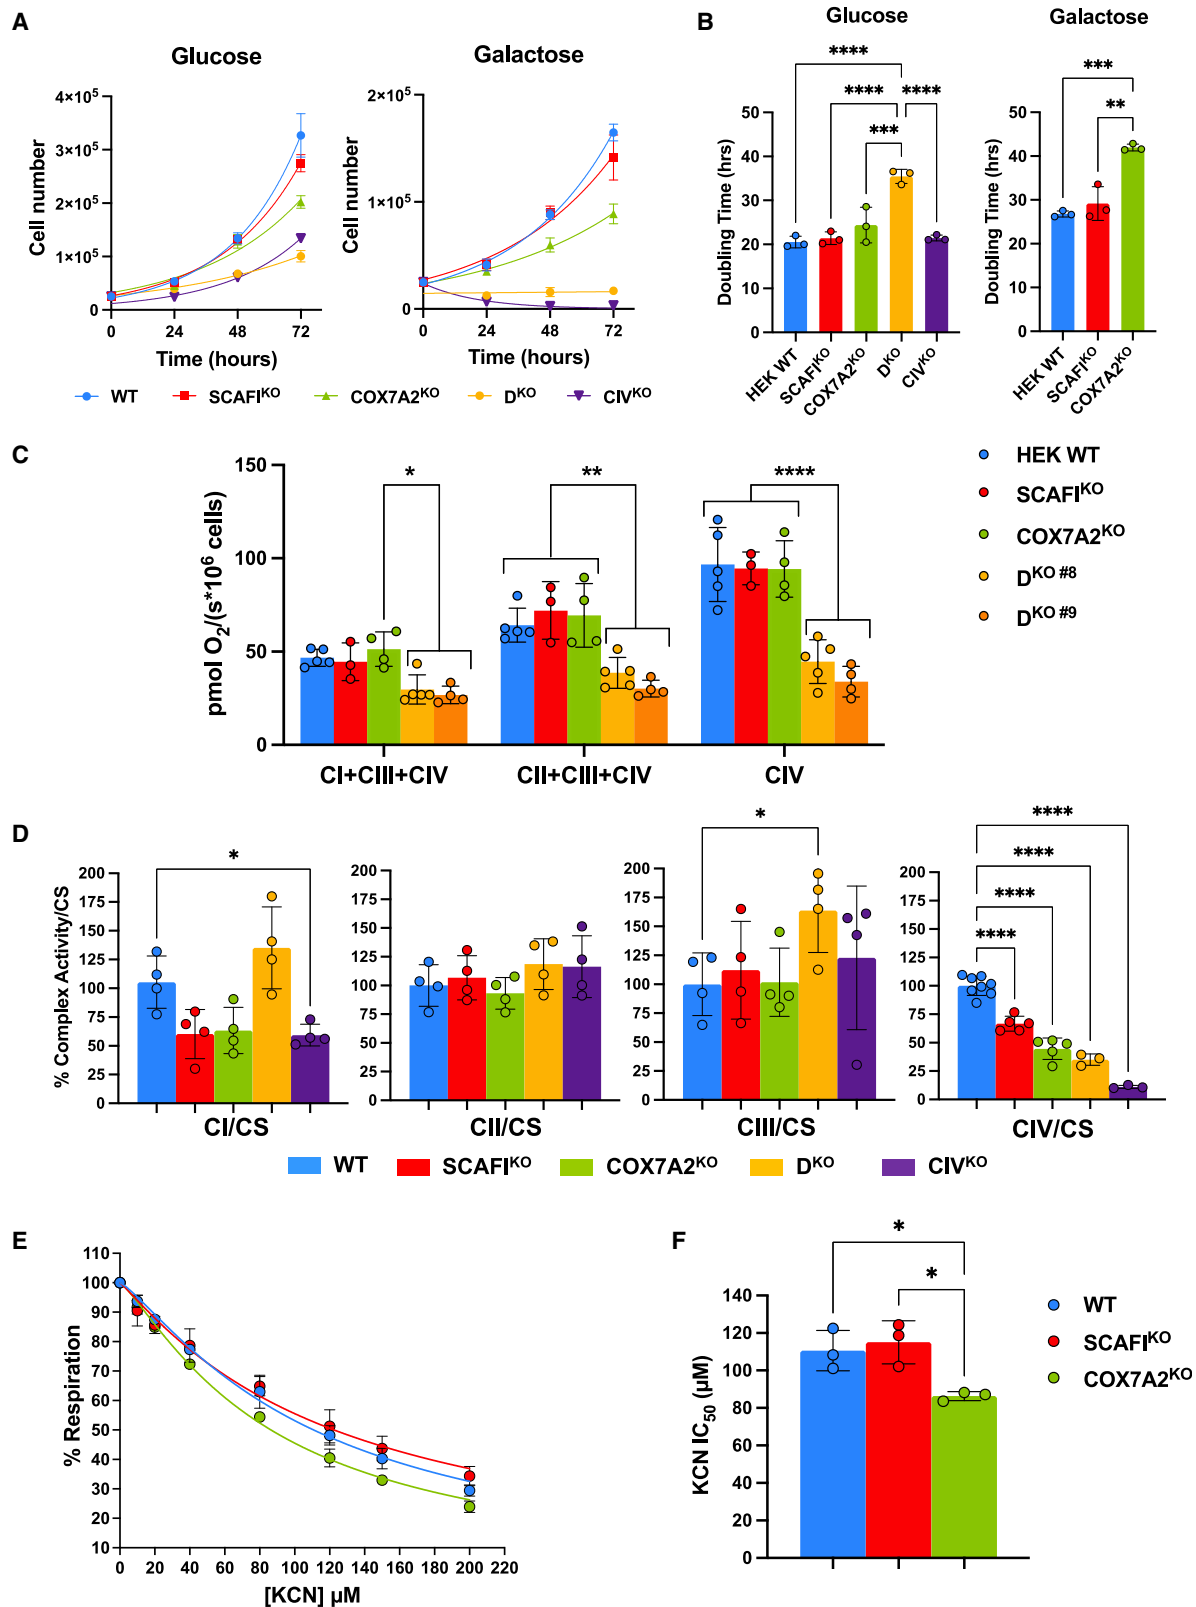 A
Glucose
Galactose
Cell number
4×10⁵
3×10⁵
2×10⁵
1×10⁵
0
0 24 48 72
Time (hours)
Cell number
2×10⁵
1×10⁵
0
0 24 48 72
Time (hours)
WT SCAFIᴷᴼ COX7A2ᴷᴼ Dᴷᴼ CIVᴷᴼ
B
Glucose
Galactose
****
**** ****
***
Doubling Time (hrs)
50
40
30
20
10
0
HEK WT
SCAFIᴷᴼ
COX7A2ᴷᴼ
Dᴷᴼ
CIVᴷᴼ
***
**
Doubling Time (hrs)
50
40
30
20
10
0
HEK WT
SCAFIᴷᴼ
COX7A2ᴷᴼ
C
pmol O₂/(s*10⁶ cells)
150
100
50
0
* ** ****
CI+CIII+CIV CII+CIII+CIV CIV
HEK WT
SCAFIᴷᴼ
COX7A2ᴷᴼ
Dᴷᴼ #8
Dᴷᴼ #9
D
% Complex Activity/CS
200
175
150
125
100
75
50
25
0
*
CI/CS
200
175
150
125
100
75
50
25
0
CII/CS
200
175
150
125
100
75
50
25
0
*
CIII/CS
200
175
150
125
100
75
50
25
0
****
****
****
****
CIV/CS
WT SCAFIᴷᴼ COX7A2ᴷᴼ Dᴷᴼ CIVᴷᴼ
E
% Respiration
110
100
90
80
70
60
50
40
30
20
10
0 20 40 60 80 100 120 140 160 180 200 220
[KCN] µM
F
KCN IC₅₀ (µM)
140
120
100
80
60
40
20
0
*
*
WT
SCAFIᴷᴼ
COX7A2ᴷᴼ